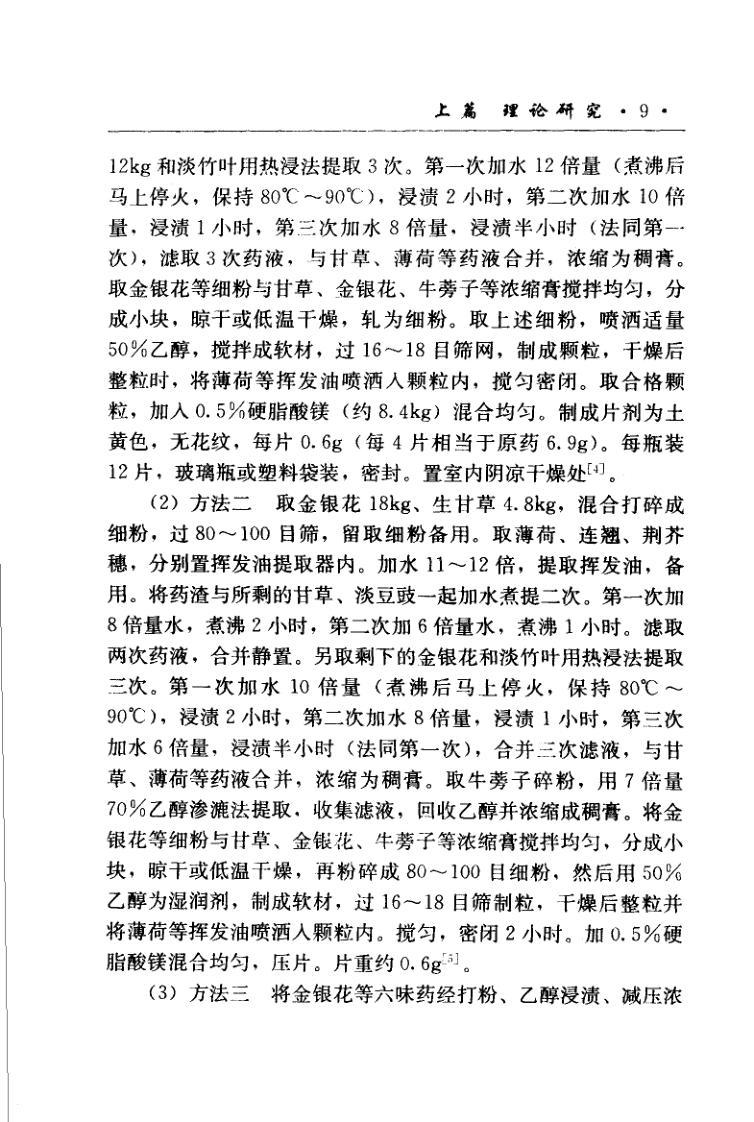 上篇 理论研究·9·
12kg 和淡竹叶用热浸法提取 3 次。第一次加水 12 倍量（煮沸后
马上停火，保持 80℃～90℃），浸渍 2 小时，第二次加水 10 倍
量，浸渍 1 小时，第三次加水 8 倍量，浸渍半小时（法同第一
次），滤取 3 次药液，与甘草、薄荷等药液合并，浓缩为稠膏。
取金银花等细粉与甘草、金银花、牛蒡子等浓缩膏搅拌均匀，分
成小块，晾干或低温干燥，轧为细粉。取上述细粉，喷洒适量
50％乙醇，搅拌成软材，过 16～18 目筛网，制成颗粒，干燥后
整粒时，将薄荷等挥发油喷洒入颗粒内，搅匀密闭。取合格颗
粒，加入 0.5％硬脂酸镁（约 8.4kg）混合均匀。制成片剂为土
黄色，无花纹，每片 0.6g（每 4 片相当于原药 6.9g）。每瓶装
12 片，玻璃瓶或塑料袋装，密封。置室内阴凉干燥处[4]。
（2）方法二 取金银花 18kg、生甘草 4.8kg，混合打碎成
细粉，过 80～100 目筛，留取细粉备用。取薄荷、连翘、荆芥
穗，分别置挥发油提取器内。加水 11～12 倍，提取挥发油，备
用。将药渣与所剩的甘草、淡豆豉一起加水煮提二次。第一次加
8 倍量水，煮沸 2 小时，第二次加 6 倍量水，煮沸 1 小时。滤取
两次药液，合并静置。另取剩下的金银花和淡竹叶用热浸法提取
三次。第一次加水 10 倍量（煮沸后马上停火，保持 80℃～
90℃），浸渍 2 小时，第二次加水 8 倍量，浸渍 1 小时，第三次
加水 6 倍量，浸渍半小时（法同第一次），合并三次滤液，与甘
草、薄荷等药液合并，浓缩为稠膏。取牛蒡子碎粉，用 7 倍量
70％乙醇渗漉法提取，收集滤液，回收乙醇并浓缩成稠膏。将金
银花等细粉与甘草、金银花、牛蒡子等浓缩膏搅拌均匀，分成小
块，晾干或低温干燥，再粉碎成 80～100 目细粉，然后用 50％
乙醇为湿润剂，制成软材，过 16～18 目筛制粒，干燥后整粒并
将薄荷等挥发油喷洒入颗粒内。搅匀，密闭 2 小时。加 0.5％硬
脂酸镁混合均匀，压片。片重约 0.6g[5]。
（3）方法三 将金银花等六味药经打粉、乙醇浸渍、减压浓